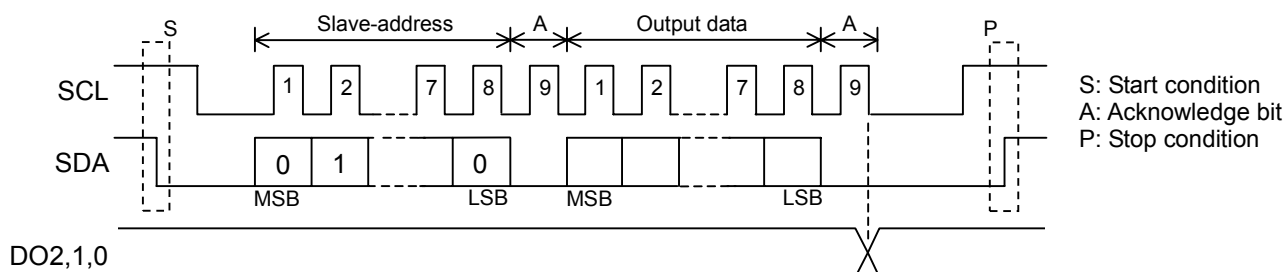 S Slave-address A Output data A P
SCL 1 2 7 8 9 1 2 7 8 9
S: Start condition
A: Acknowledge bit
P: Stop condition
SDA 0 1 0
MSB LSB MSB LSB
DO2,1,0